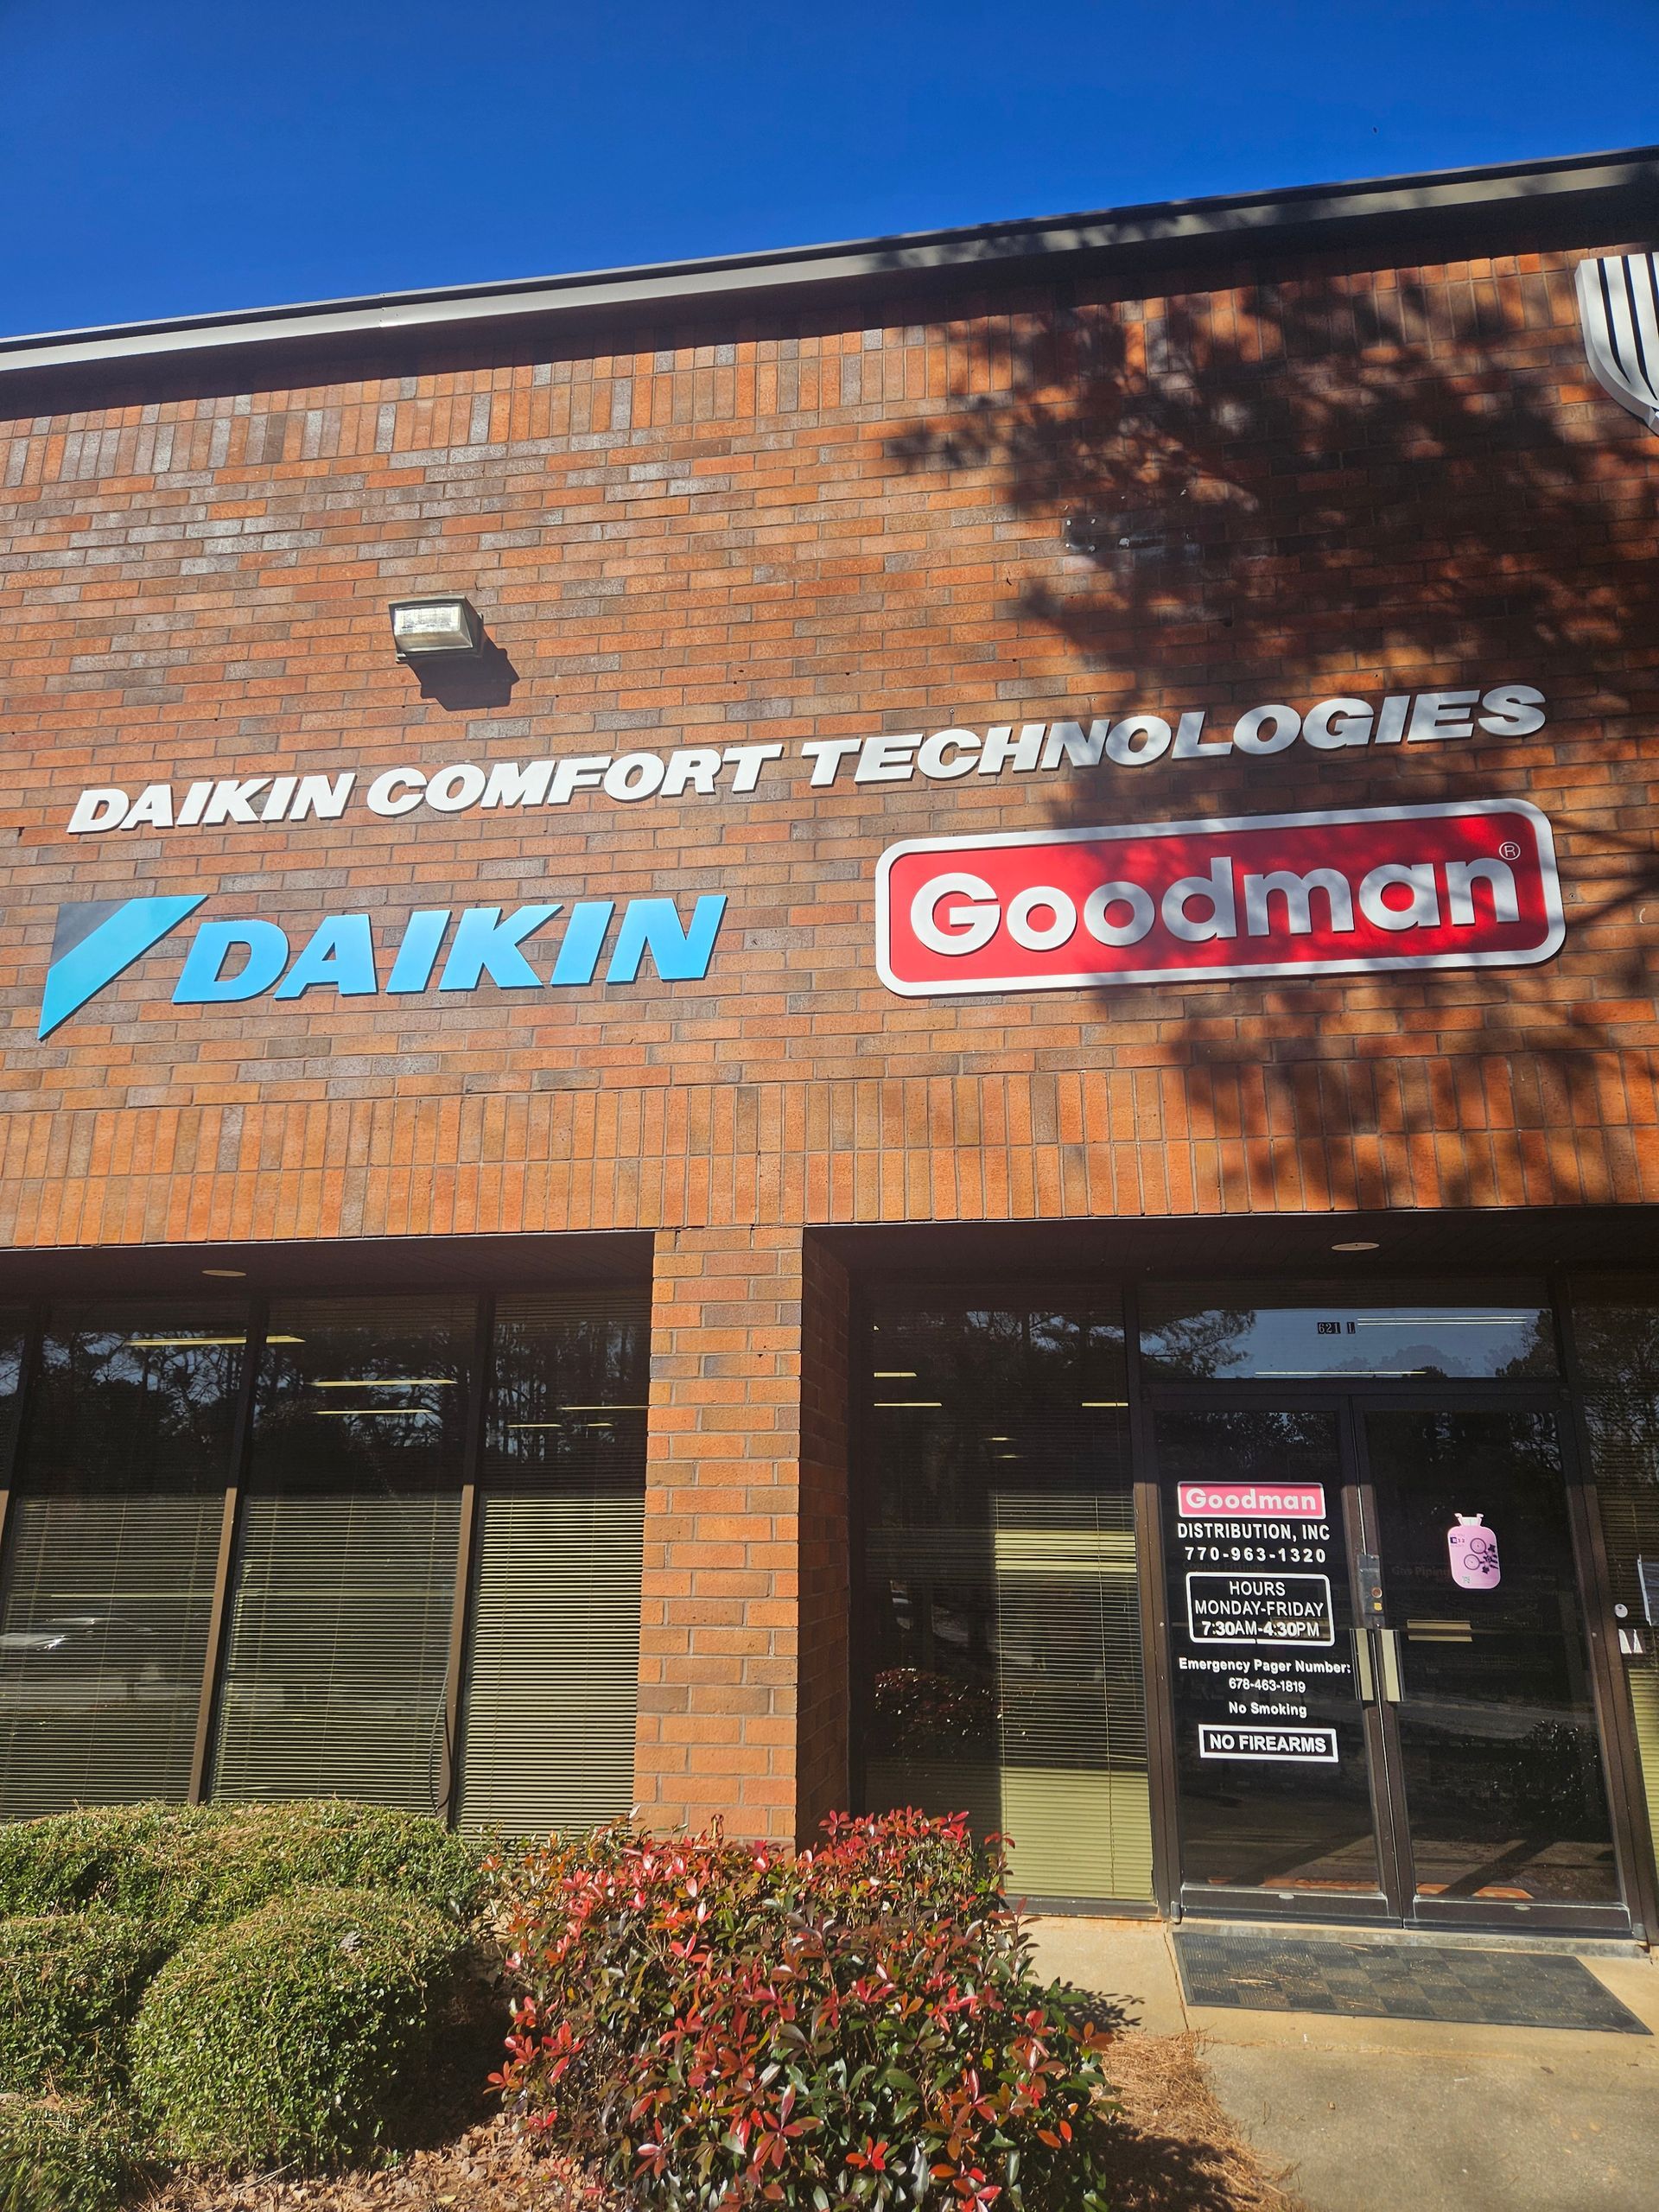 DAIKIN COMFORT TECHNOLOGIES
DAIKIN
Goodman®
621 L
Goodman
DISTRIBUTION, INC
770-963-1320
HOURS
MONDAY-FRIDAY
7:30AM-4:30PM
Emergency Pager Number:
678-463-1819
No Smoking
NO FIREARMS